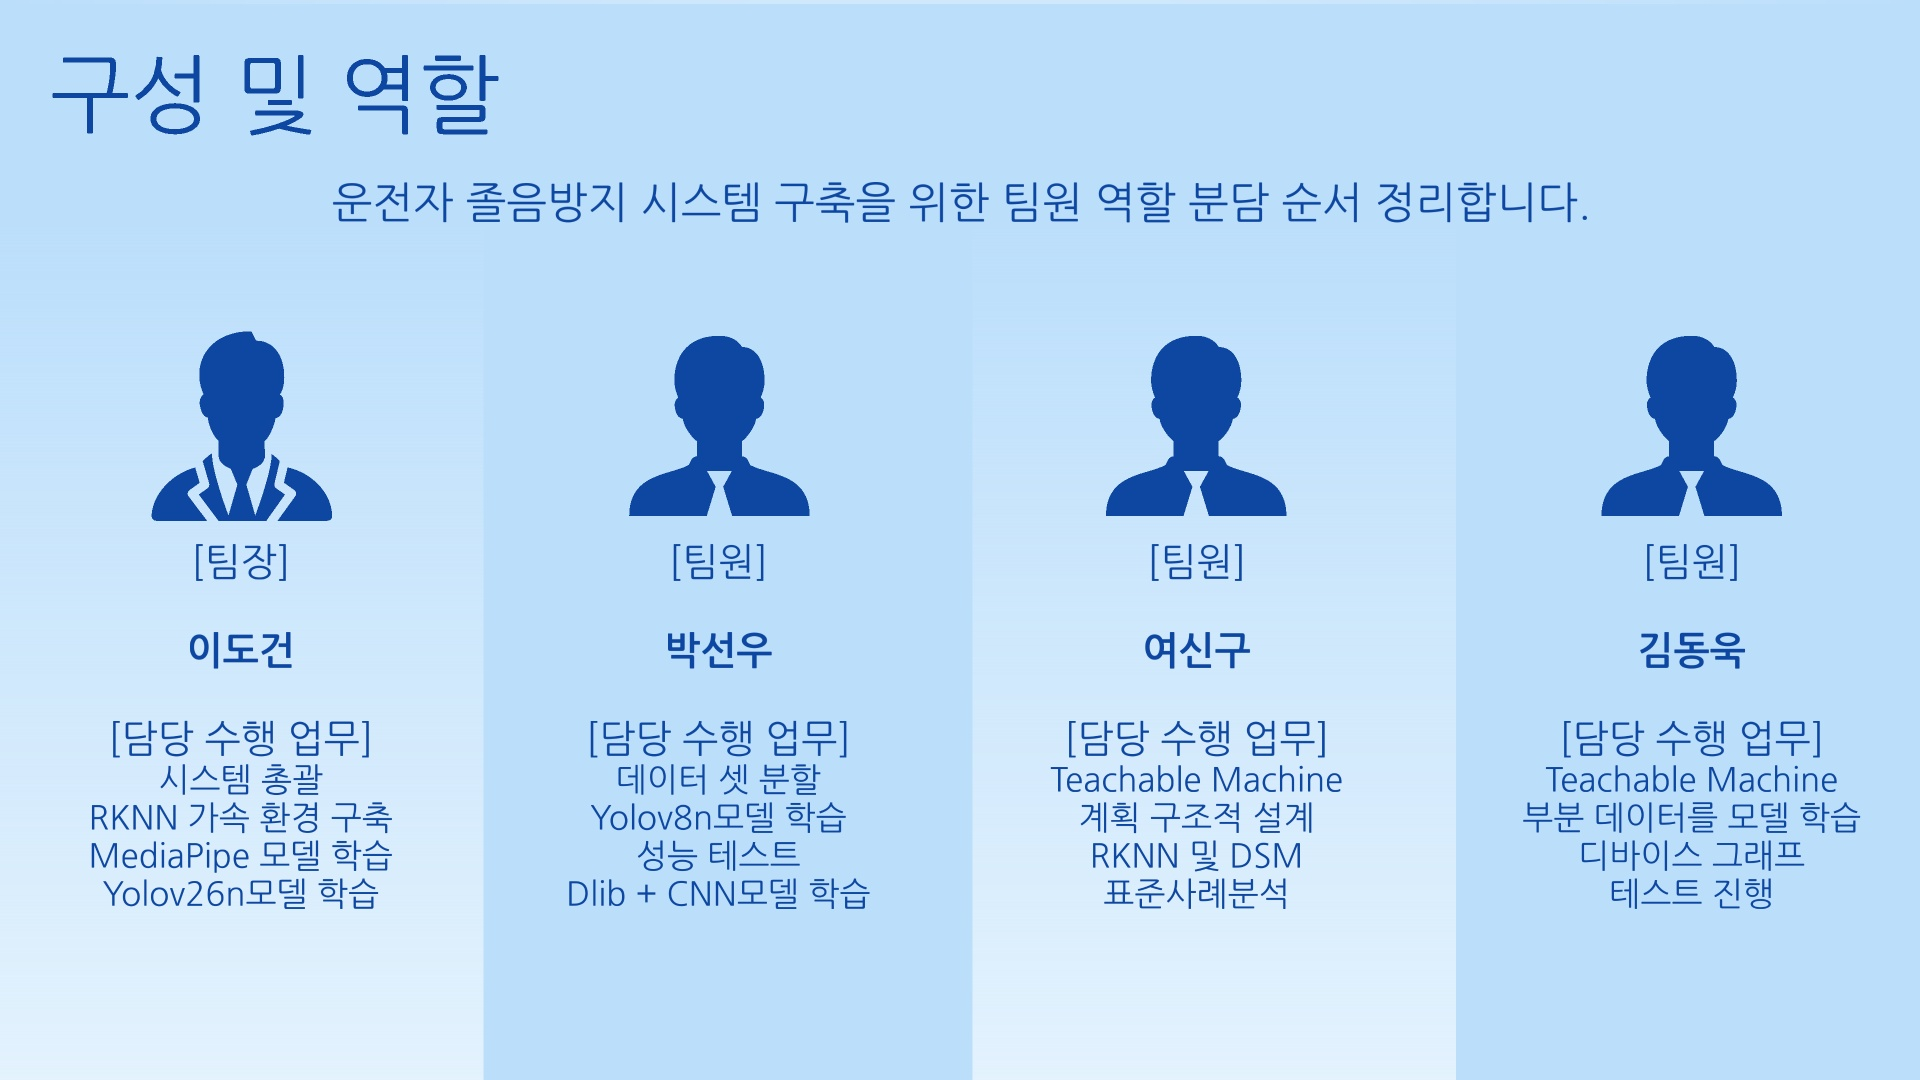 구성 및 역할
운전자 졸음방지 시스템 구축을 위한 팀원 역할 분담 순서 정리합니다.
[팀장]
이도건
[담당 수행 업무]
시스템 총괄
RKNN 가속 환경 구축
MediaPipe 모델 학습
Yolov26n모델 학습
[팀원]
박선우
[담당 수행 업무]
데이터 셋 분할
Yolov8n모델 학습
성능 테스트
Dlib + CNN모델 학습
[팀원]
여신구
[담당 수행 업무]
Teachable Machine
계획 구조적 설계
RKNN 및 DSM
표준사례분석
[팀원]
김동욱
[담당 수행 업무]
Teachable Machine
부분 데이터를 모델 학습
디바이스 그래프
테스트 진행